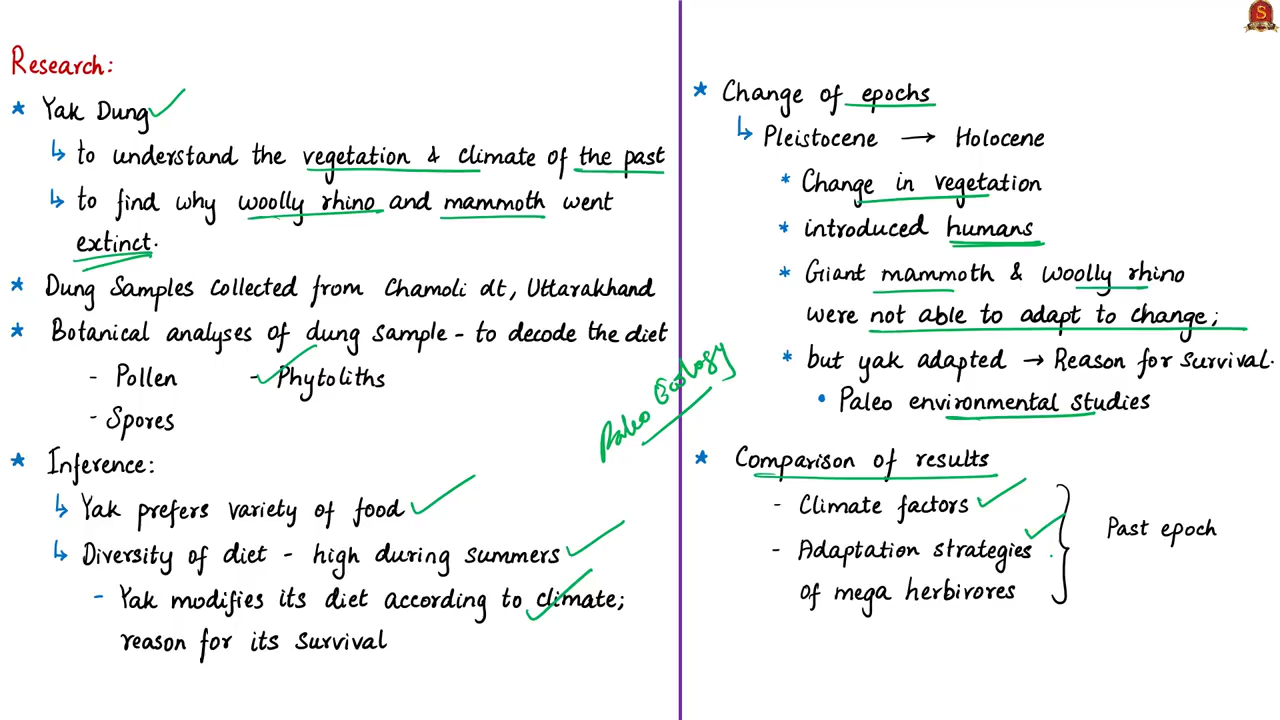 Research:
* Yak Dung
↳ to understand the vegetation & climate of the past
↳ to find why woolly rhino and mammoth went
extinct.
* Dung Samples collected from Chamoli dt, Uttarakhand
* Botanical analyses of dung sample - to decode the diet
- Pollen - Phytoliths
- Spores
* Inference:
↳ Yak prefers variety of food
↳ Diversity of diet - high during summers
- Yak modifies its diet according to climate;
reason for its survival
Paleo Ecology
* Change of epochs
↳ Pleistocene → Holocene
* Change in vegetation
* introduced humans
* Giant mammoth & woolly rhino
were not able to adapt to change;
* but yak adapted → Reason for survival.
• Paleo environmental studies
* Comparison of results
- Climate factors
- Adaptation strategies
of mega herbivores
Past epoch
S